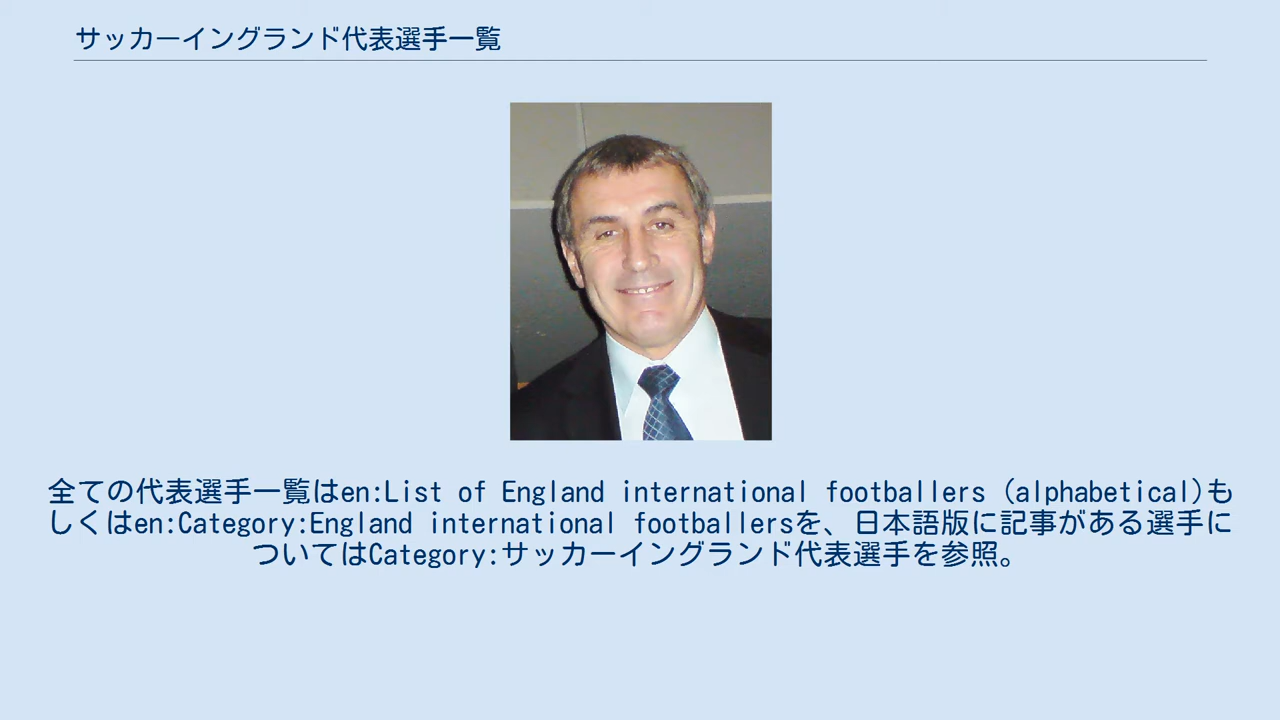 サッカーイングランド代表選手一覧
全ての代表選手一覧はen:List of England international footballers (alphabetical)も
しくはen:Category:England international footballersを、日本語版に記事がある選手に
ついてはCategory:サッカーイングランド代表選手を参照。